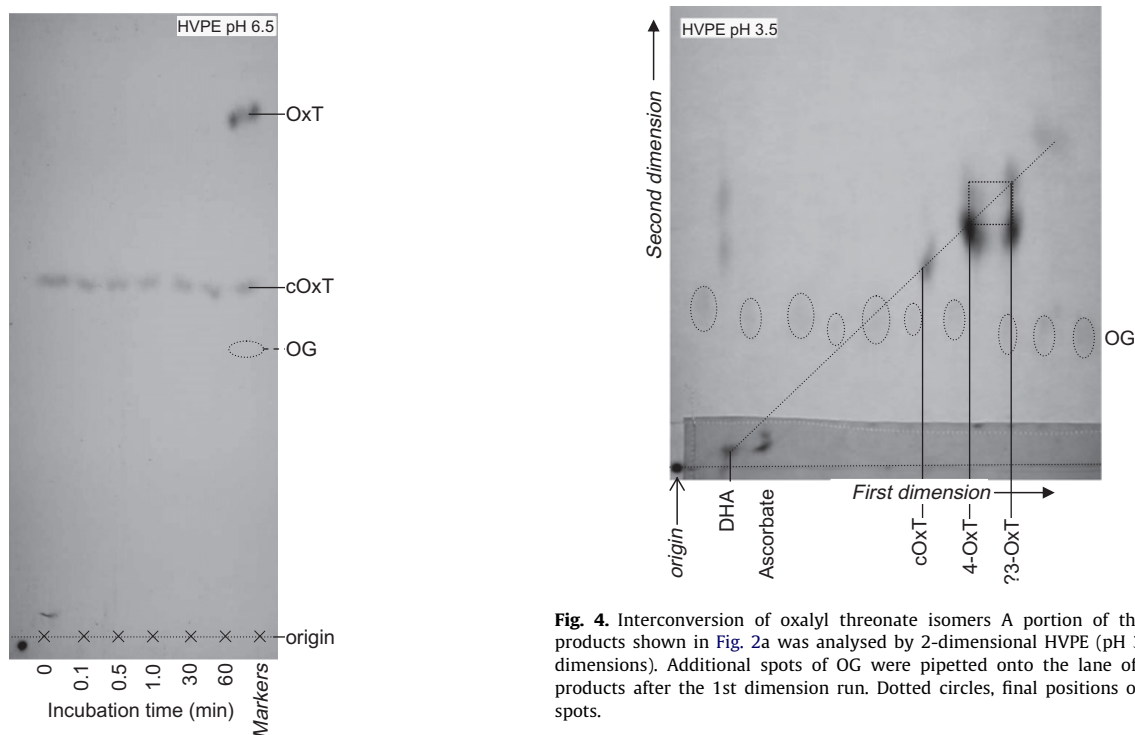 HVPE pH 6.5
OxT
cOxT
OG
origin
0
0.1
0.5
1.0
30
60
Markers
Incubation time (min)
HVPE pH 3.5
Second dimension
OG
First dimension
origin
DHA
Ascorbate
cOxT
4-OxT
?3-OxT
Fig. 4. Interconversion of oxalyl threonate isomers A portion of th
products shown in Fig. 2a was analysed by 2-dimensional HVPE (pH
dimensions). Additional spots of OG were pipetted onto the lane of
products after the 1st dimension run. Dotted circles, final positions o
spots.